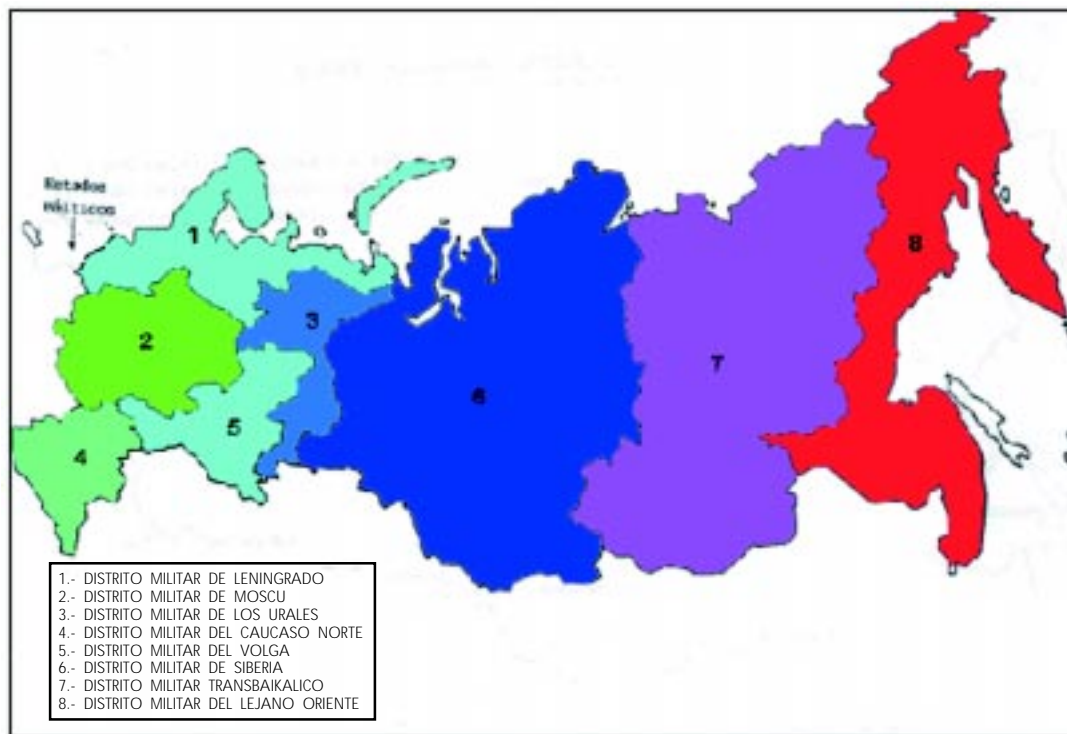 Estados
Bálticos
1
2
3
4
5
6
7
8
1.- DISTRITO MILITAR DE LENINGRADO
2.- DISTRITO MILITAR DE MOSCU
3.- DISTRITO MILITAR DE LOS URALES
4.- DISTRITO MILITAR DEL CAUCASO NORTE
5.- DISTRITO MILITAR DEL VOLGA
6.- DISTRITO MILITAR DE SIBERIA
7.- DISTRITO MILITAR TRANSBAIKALICO
8.- DISTRITO MILITAR DEL LEJANO ORIENTE